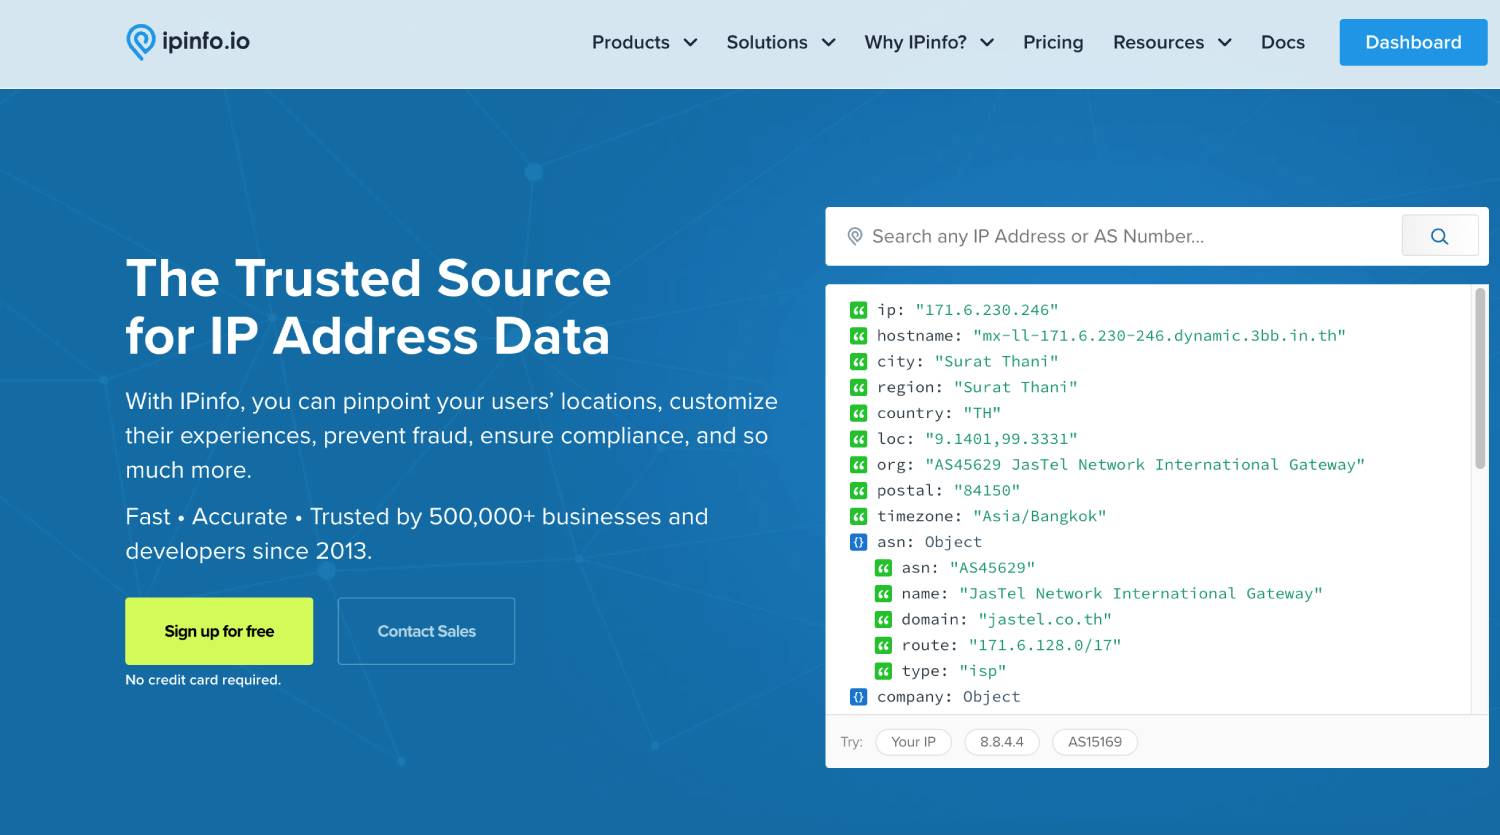 ipinfo.io
Products Solutions Why IPinfo? Pricing Resources Docs Dashboard
The Trusted Source
for IP Address Data
With IPinfo, you can pinpoint your users’ locations, customize
their experiences, prevent fraud, ensure compliance, and so
much more.
Fast • Accurate • Trusted by 500,000+ businesses and
developers since 2013.
Sign up for free Contact Sales
No credit card required.
Search any IP Address or AS Number...
ip: "171.6.230.246"
hostname: "mx-ll-171.6.230-246.dynamic.3bb.in.th"
city: "Surat Thani"
region: "Surat Thani"
country: "TH"
loc: "9.1401,99.3331"
org: "AS45629 JasTel Network International Gateway"
postal: "84150"
timezone: "Asia/Bangkok"
{} asn: Object
asn: "AS45629"
name: "JasTel Network International Gateway"
domain: "jastel.co.th"
route: "171.6.128.0/17"
type: "isp"
{} company: Object
Try: Your IP 8.8.4.4 AS15169